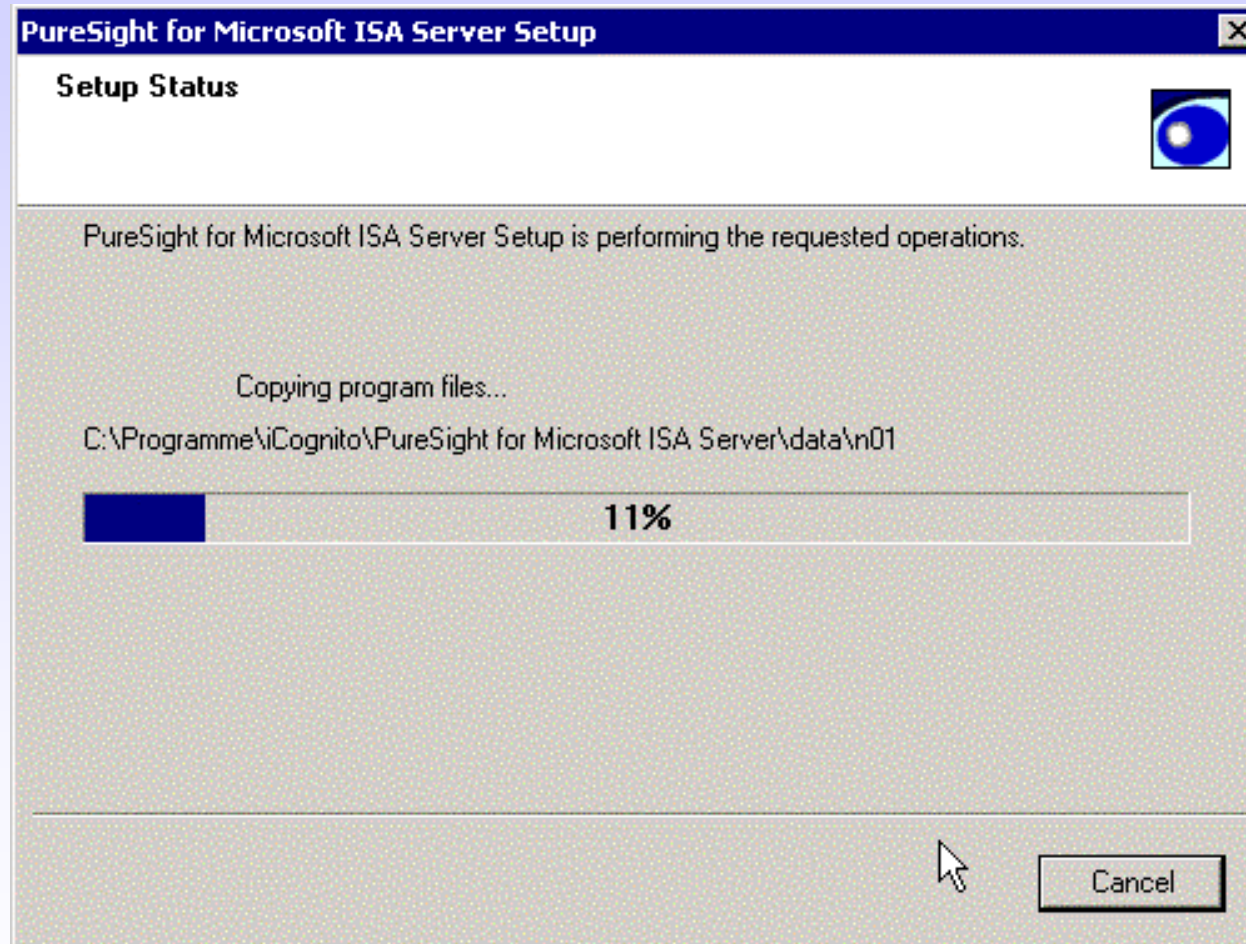 PureSight for Microsoft ISA Server Setup
Setup Status
PureSight for Microsoft ISA Server Setup is performing the requested operations.
Copying program files...
C:\Programme\iCognito\PureSight for Microsoft ISA Server\data\n01
11%
Cancel